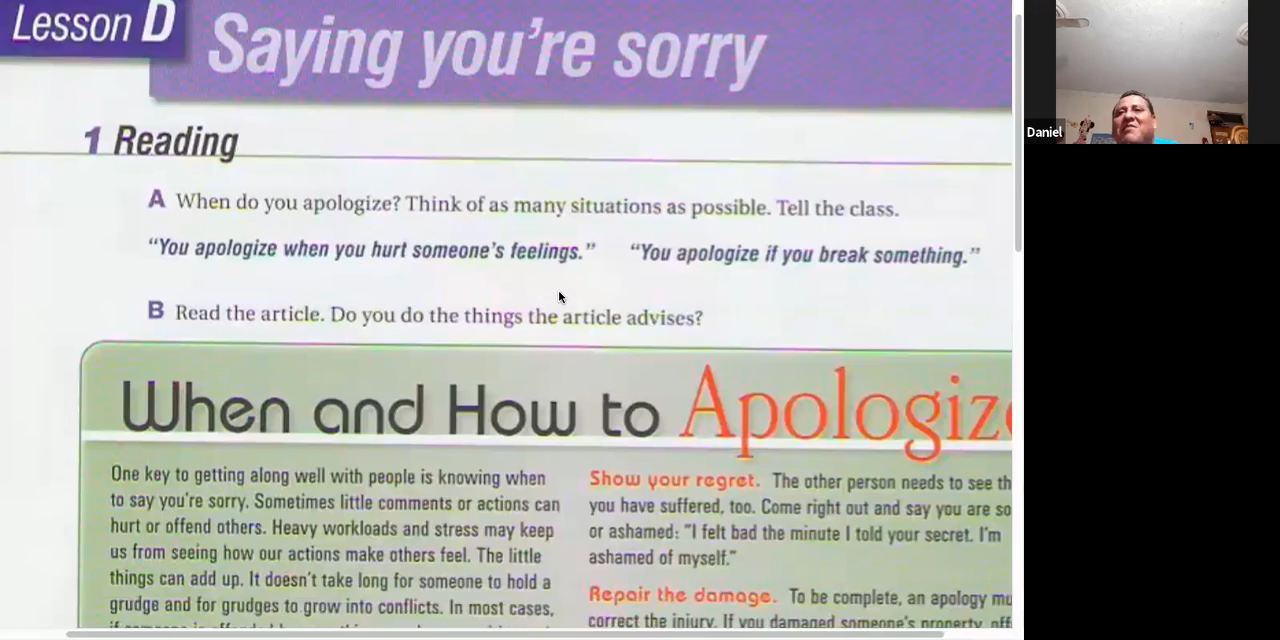 Lesson D
Saying you're sorry
1 Reading
A When do you apologize? Think of as many situations as possible. Tell the class.
"You apologize when you hurt someone's feelings." "You apologize if you break something."
B Read the article. Do you do the things the article advises?
When and How to Apologize
One key to getting along well with people is knowing when
to say you're sorry. Sometimes little comments or actions can
hurt or offend others. Heavy workloads and stress may keep
us from seeing how our actions make others feel. The little
things can add up. It doesn't take long for someone to hold a
grudge and for grudges to grow into conflicts. In most cases,
Show your regret. The other person needs to see th
you have suffered, too. Come right out and say you are so
or ashamed: "I felt bad the minute I told your secret. I'm
ashamed of myself."
Repair the damage. To be complete, an apology mu
correct the injury. If you damaged someone's property, off
Daniel